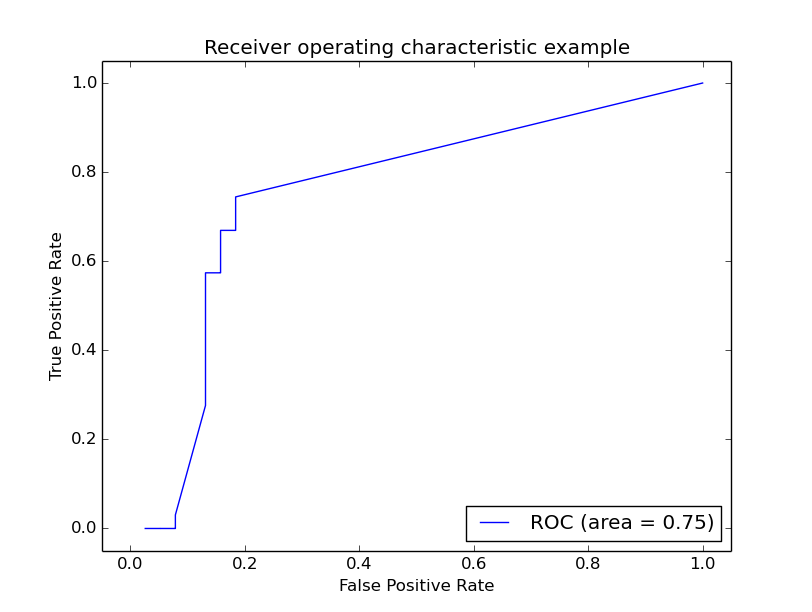 Receiver operating characteristic example
1.0
0.8
0.6
0.4
0.2
0.0
True Positive Rate
ROC (area = 0.75)
0.0 0.2 0.4 0.6 0.8 1.0
False Positive Rate